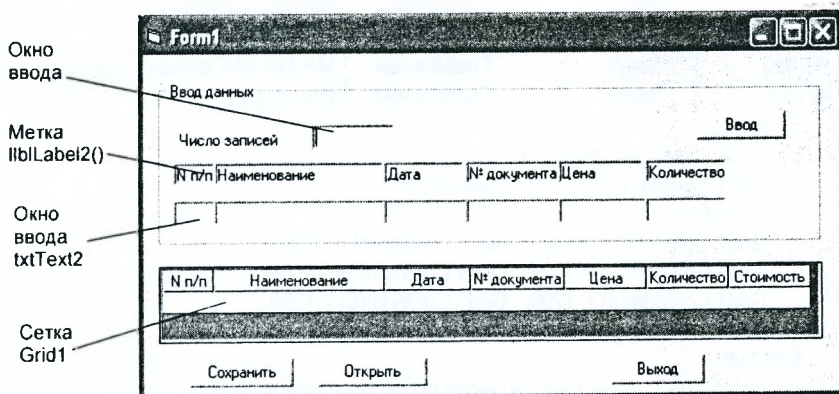 Form1
Окно
ввода
Ввод данных
Число записей
Ввод
Метка
lblLabel2()
N п/п Наименование Дата № документа Цена Количество
Окно
ввода
txtText2
N п/п Наименование Дата № документа Цена Количество Стоимость
Сетка
Grid1
Сохранить Открыть Выход